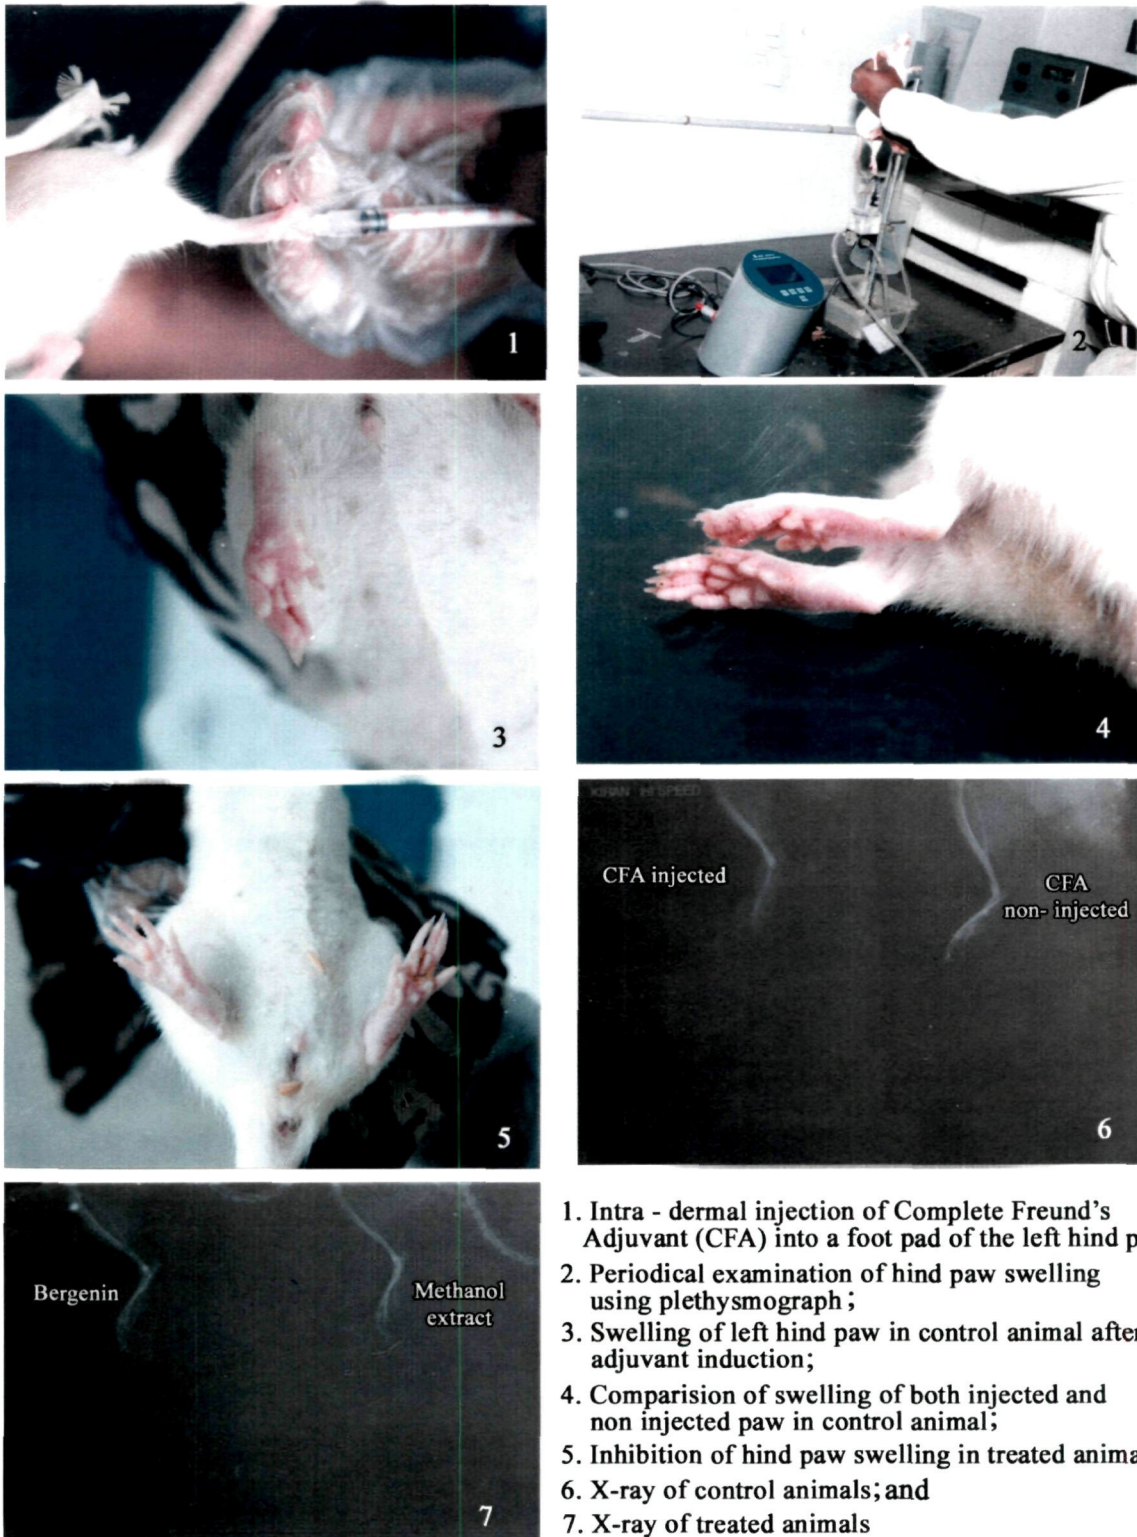 1
2
3
4
5
KIRAN HI SPEED
CFA injected
CFA
non- injected
6
Bergenin
Methanol
extract
7
1. Intra - dermal injection of Complete Freund's
Adjuvant (CFA) into a foot pad of the left hind p
2. Periodical examination of hind paw swelling
using plethysmograph;
3. Swelling of left hind paw in control animal after
adjuvant induction;
4. Comparision of swelling of both injected and
non injected paw in control animal;
5. Inhibition of hind paw swelling in treated anima
6. X-ray of control animals; and
7. X-ray of treated animals